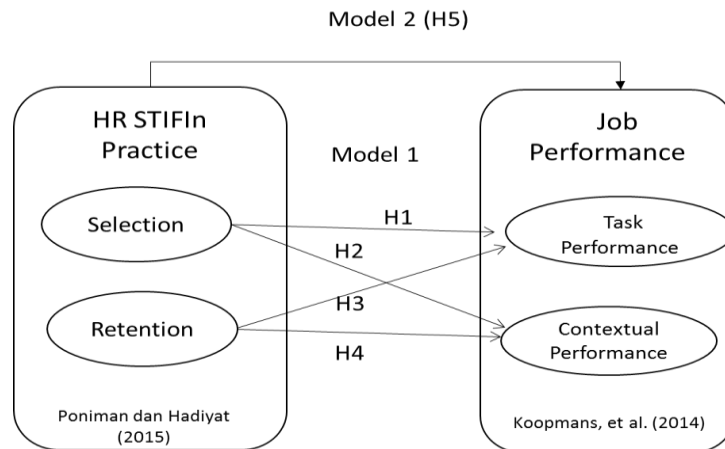 Model 2 (H5)
HR STIFIn
Practice
Model 1
Job
Performance
Selection
H1
Task
Performance
H2
Retention
H3
Contextual
Performance
H4
Poniman dan Hadiyat
(2015)
Koopmans, et al. (2014)